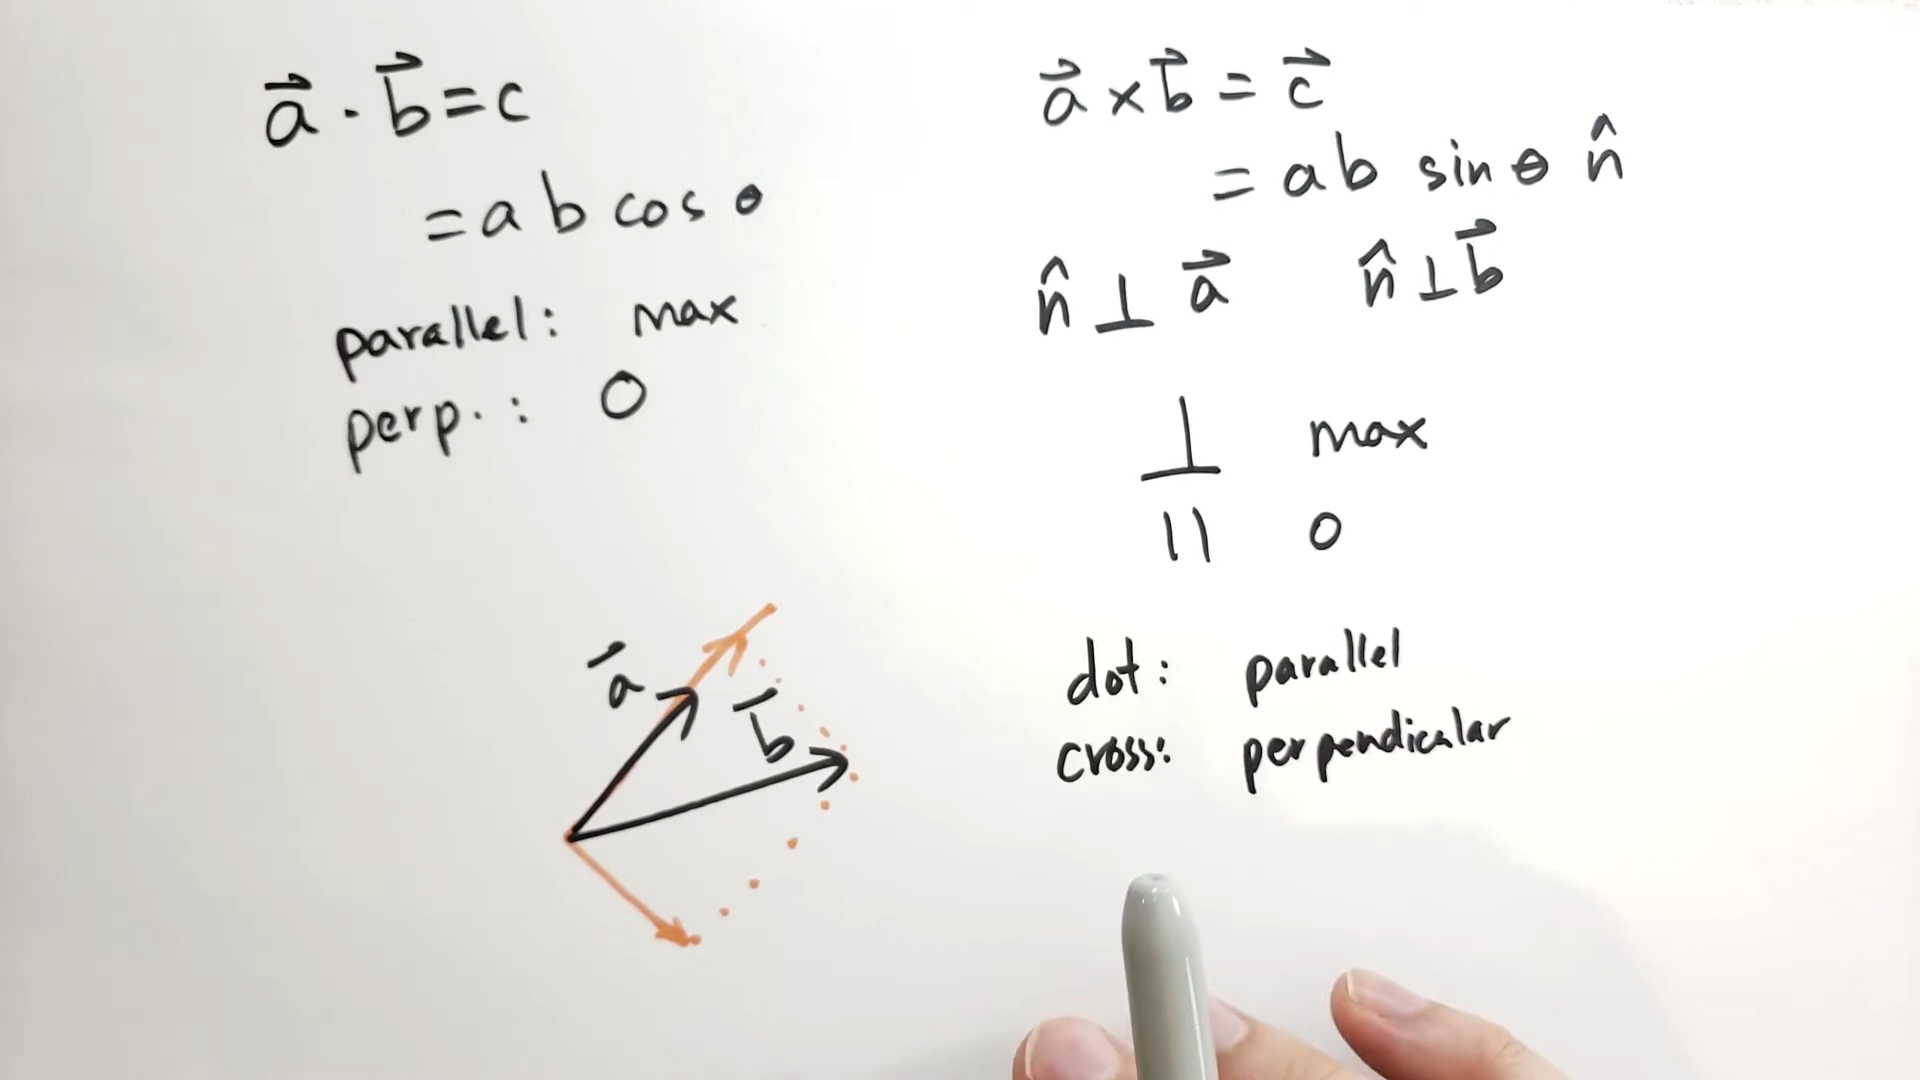 a⃗ · b⃗ = c
= a b cos θ
parallel: max
perp. : 0
a⃗ × b⃗ = c⃗
= a b sin θ n̂
n̂ ⊥ a⃗ n̂ ⊥ b⃗
⊥ max
|| 0
dot: parallel
cross: perpendicular
a⃗
b⃗